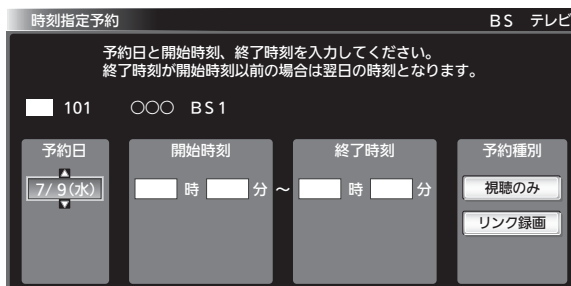 時刻指定予約 BS テレビ
予約日と開始時刻、終了時刻を入力してください。
終了時刻が開始時刻以前の場合は翌日の時刻となります。
101 ○○○ BS1
予約日 開始時刻 終了時刻 予約種別
7/ 9(水) 時 分 ~ 時 分 視聴のみ
リンク録画